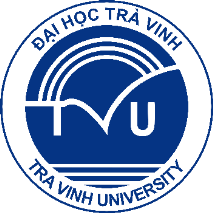 ĐẠI HỌC TRÀ VINH
TVU
TRA VINH UNIVERSITY